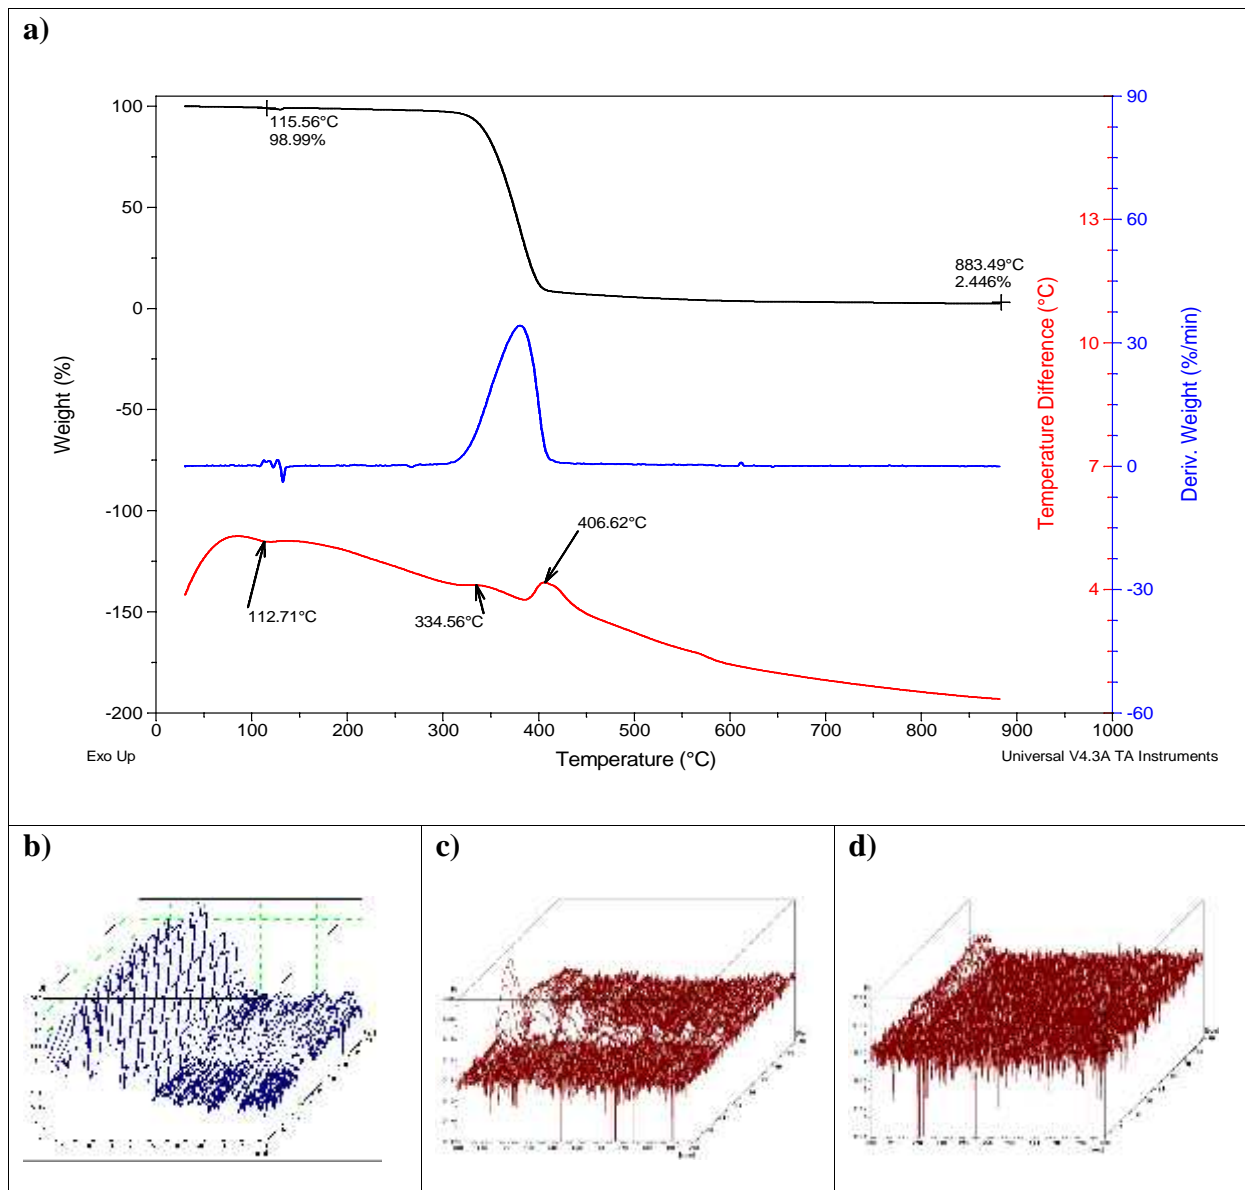 a)
100
50
0
-50
-100
-150
-200
Weight (%)
115.56°C
98.99%
883.49°C
2.446%
406.62°C
112.71°C
334.56°C
13
10
7
4
Temperature Difference (°C)
90
60
30
0
-30
-60
Deriv. Weight (%/min)
0 100 200 300 400 500 600 700 800 900 1000
Exo Up
Temperature (°C)
Universal V4.3A TA Instruments
b)
c)
d)